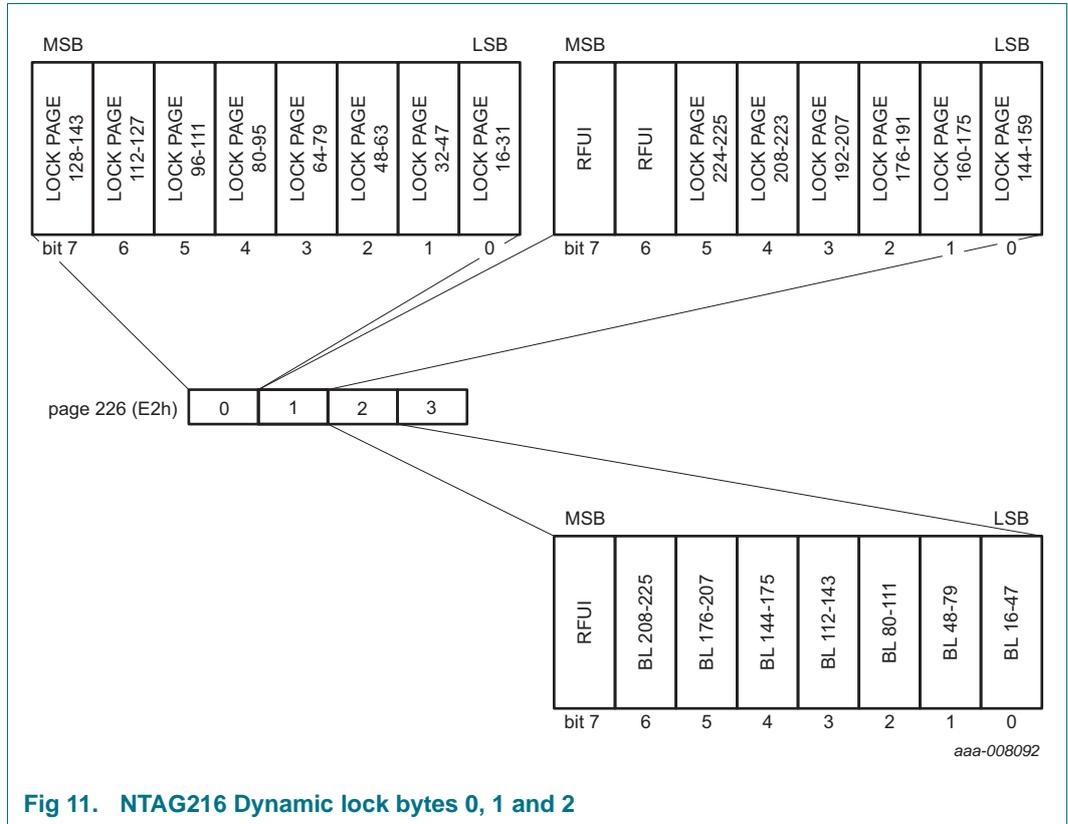 MSB LSB
LOCK PAGE 128-143
LOCK PAGE 112-127
LOCK PAGE 96-111
LOCK PAGE 80-95
LOCK PAGE 64-79
LOCK PAGE 48-63
LOCK PAGE 32-47
LOCK PAGE 16-31
bit 7 6 5 4 3 2 1 0
MSB LSB
RFUI
RFUI
LOCK PAGE 224-225
LOCK PAGE 208-223
LOCK PAGE 192-207
LOCK PAGE 176-191
LOCK PAGE 160-175
LOCK PAGE 144-159
bit 7 6 5 4 3 2 1 0
page 226 (E2h) 0 1 2 3
MSB LSB
RFUI
BL 208-225
BL 176-207
BL 144-175
BL 112-143
BL 80-111
BL 48-79
BL 16-47
bit 7 6 5 4 3 2 1 0
aaa-008092
Fig 11. NTAG216 Dynamic lock bytes 0, 1 and 2